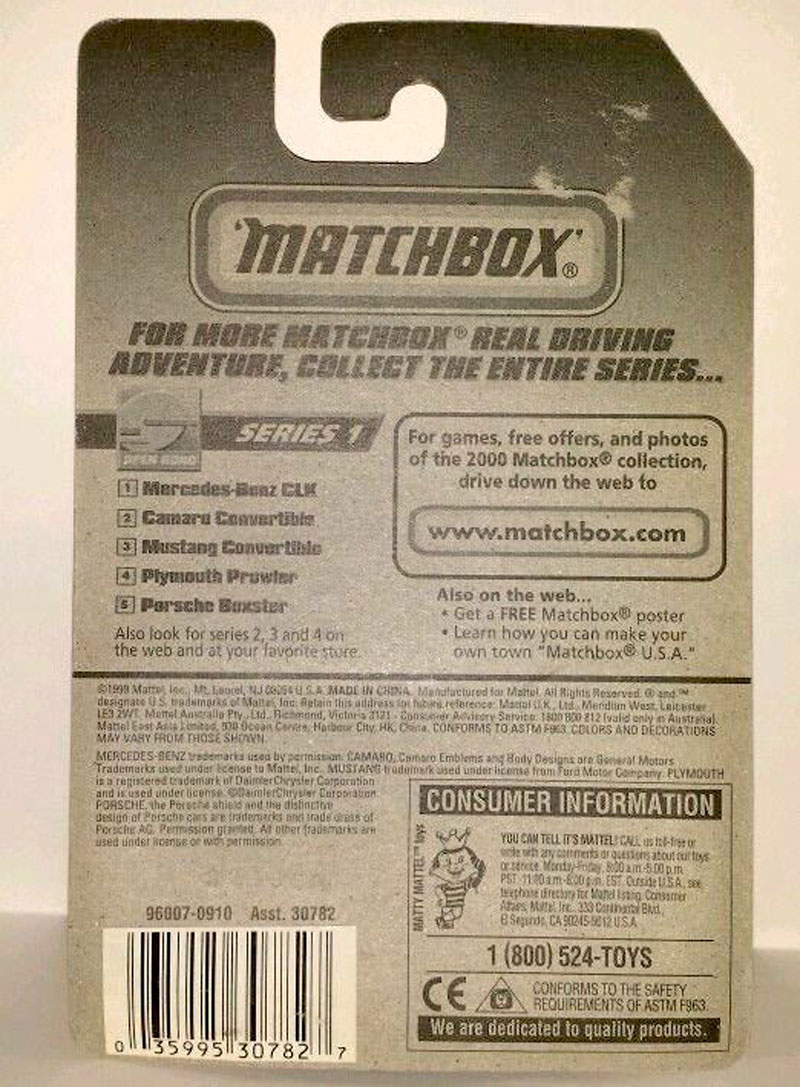 'MATCHBOX'®
FOR MORE MATCHBOX® REAL DRIVING
ADVENTURE, COLLECT THE ENTIRE SERIES...
OPEN ROAD
SERIES 1
1 Mercedes-Benz CLK
2 Camaro Convertible
3 Mustang Convertible
4 Plymouth Prowler
5 Porsche Boxster
Also look for series 2, 3 and 4 on
the web and at your favorite store.
For games, free offers, and photos
of the 2000 Matchbox® collection,
drive down the web to
www.matchbox.com
Also on the web...
• Get a FREE Matchbox® poster
• Learn how you can make your
own town "Matchbox® U.S.A."
©1999 Mattel, Inc., Mt. Laurel, NJ 08054 U.S.A. MADE IN CHINA. Manufactured for Mattel. All Rights Reserved. ® and ™
designate U.S. trademarks of Mattel, Inc. Retain this address for future reference: Mattel U.K., Ltd., Meridian West, Leicester
LE3 2WT. Mattel Australia Pty., Ltd., Richmond, Victoria 3121 - Consumer Advisory Service: 1800 800 812 (valid only in Australia).
Mattel East Asia Limited, 930 Ocean Centre, Harbour City, HK, China. CONFORMS TO ASTM F963. COLORS AND DECORATIONS
MAY VARY FROM THOSE SHOWN.
MERCEDES-BENZ trademarks used by permission. CAMARO, Camaro Emblems and Body Designs are General Motors
Trademarks used under license to Mattel, Inc. MUSTANG trademark used under license from Ford Motor Company. PLYMOUTH
is a registered trademark of DaimlerChrysler Corporation
and is used under license. ©DaimlerChrysler Corporation.
PORSCHE, the Porsche shield and the distinctive
design of Porsche cars are trademarks and trade dress of
Porsche AG. Permission granted. All other trademarks are
used under license or with permission.
96007-0910 Asst. 30782
0 35995 30782 7
CONSUMER INFORMATION
MATTY MATTEL™ toys
YOU CAN TELL IT'S MATTEL! CALL us toll-free or
write with any comments or questions about our toys
or service. Monday-Friday, 8:00 a.m.-5:00 p.m.
PST, 11:00 a.m.-8:00 p.m. EST. Outside U.S.A., see
telephone directory for Mattel listing. Consumer
Affairs, Mattel, Inc., 333 Continental Blvd.,
El Segundo, CA 90245-5012 U.S.A.
1 (800) 524-TOYS
CE
CONFORMS TO THE SAFETY
REQUIREMENTS OF ASTM F963.
We are dedicated to quality products.